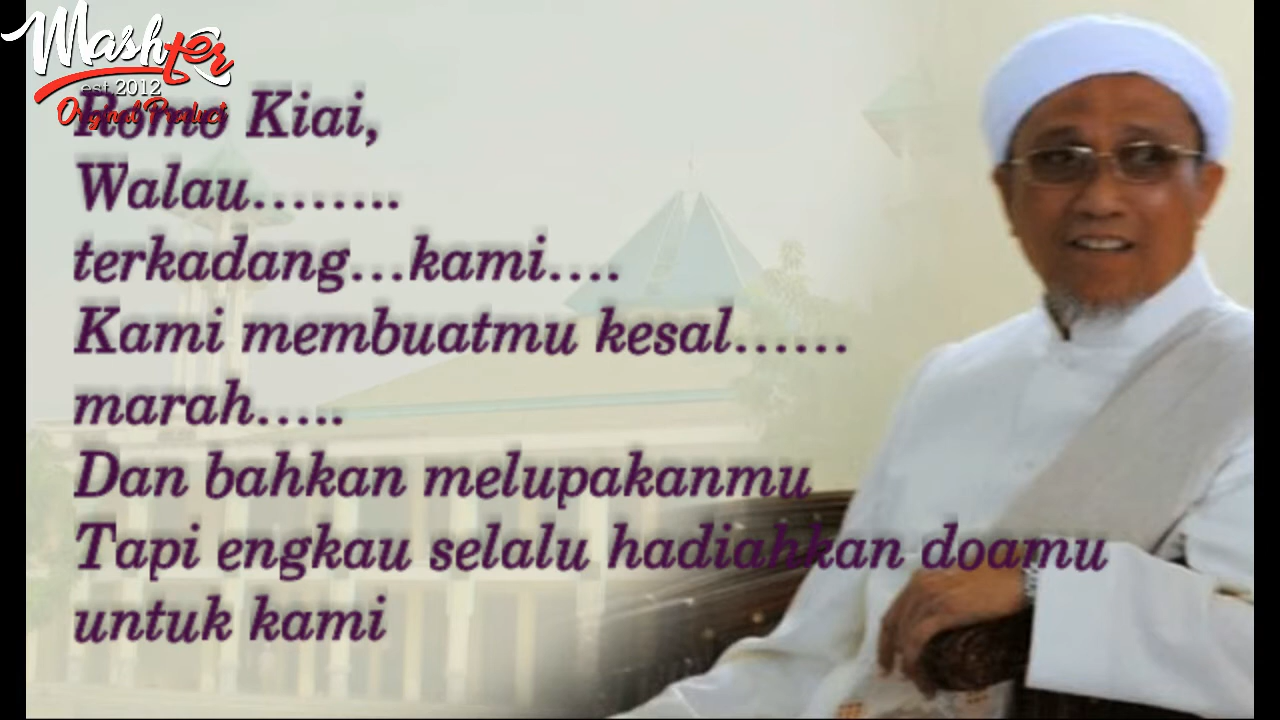 Mashter
est. 2012
Original Product
Romo Kiai,
Walau........
terkadang...kami....
Kami membuatmu kesal......
marah.....
Dan bahkan melupakanmu
Tapi engkau selalu hadiahkan doamu
untuk kami